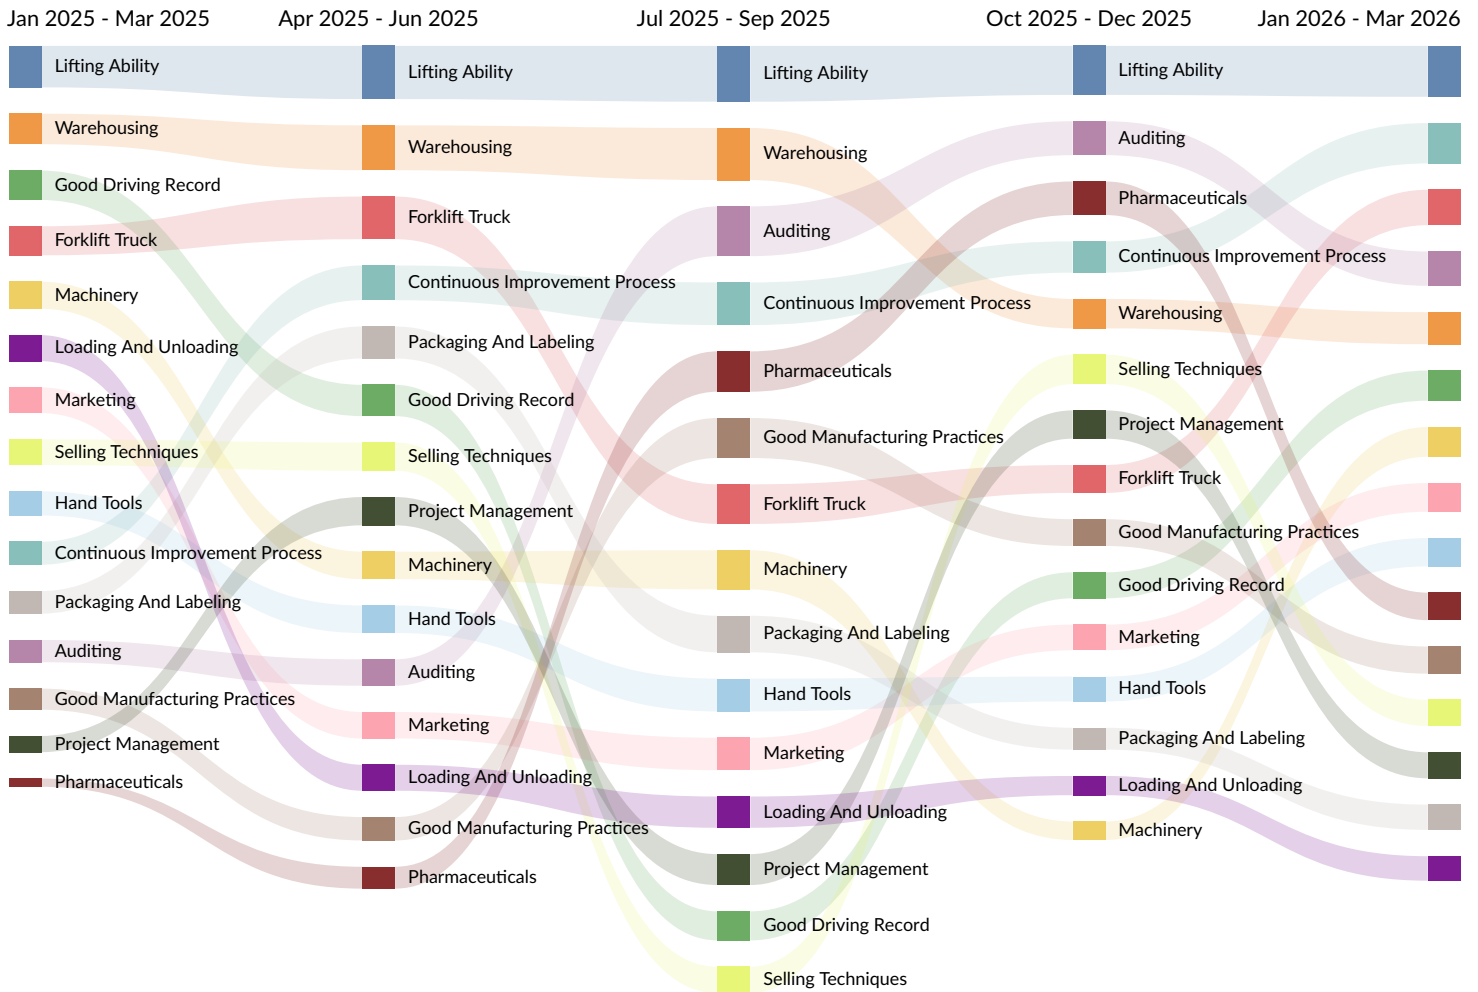 Jan 2025 - Mar 2025
Apr 2025 - Jun 2025
Jul 2025 - Sep 2025
Oct 2025 - Dec 2025
Jan 2026 - Mar 2026
Lifting Ability
Warehousing
Good Driving Record
Forklift Truck
Machinery
Loading And Unloading
Marketing
Selling Techniques
Hand Tools
Continuous Improvement Process
Packaging And Labeling
Auditing
Good Manufacturing Practices
Project Management
Pharmaceuticals
Lifting Ability
Warehousing
Forklift Truck
Continuous Improvement Process
Packaging And Labeling
Good Driving Record
Selling Techniques
Project Management
Machinery
Hand Tools
Auditing
Marketing
Loading And Unloading
Good Manufacturing Practices
Pharmaceuticals
Lifting Ability
Warehousing
Auditing
Continuous Improvement Process
Pharmaceuticals
Good Manufacturing Practices
Forklift Truck
Machinery
Packaging And Labeling
Hand Tools
Marketing
Loading And Unloading
Project Management
Good Driving Record
Selling Techniques
Lifting Ability
Auditing
Pharmaceuticals
Continuous Improvement Process
Warehousing
Selling Techniques
Project Management
Forklift Truck
Good Manufacturing Practices
Good Driving Record
Marketing
Hand Tools
Packaging And Labeling
Loading And Unloading
Machinery